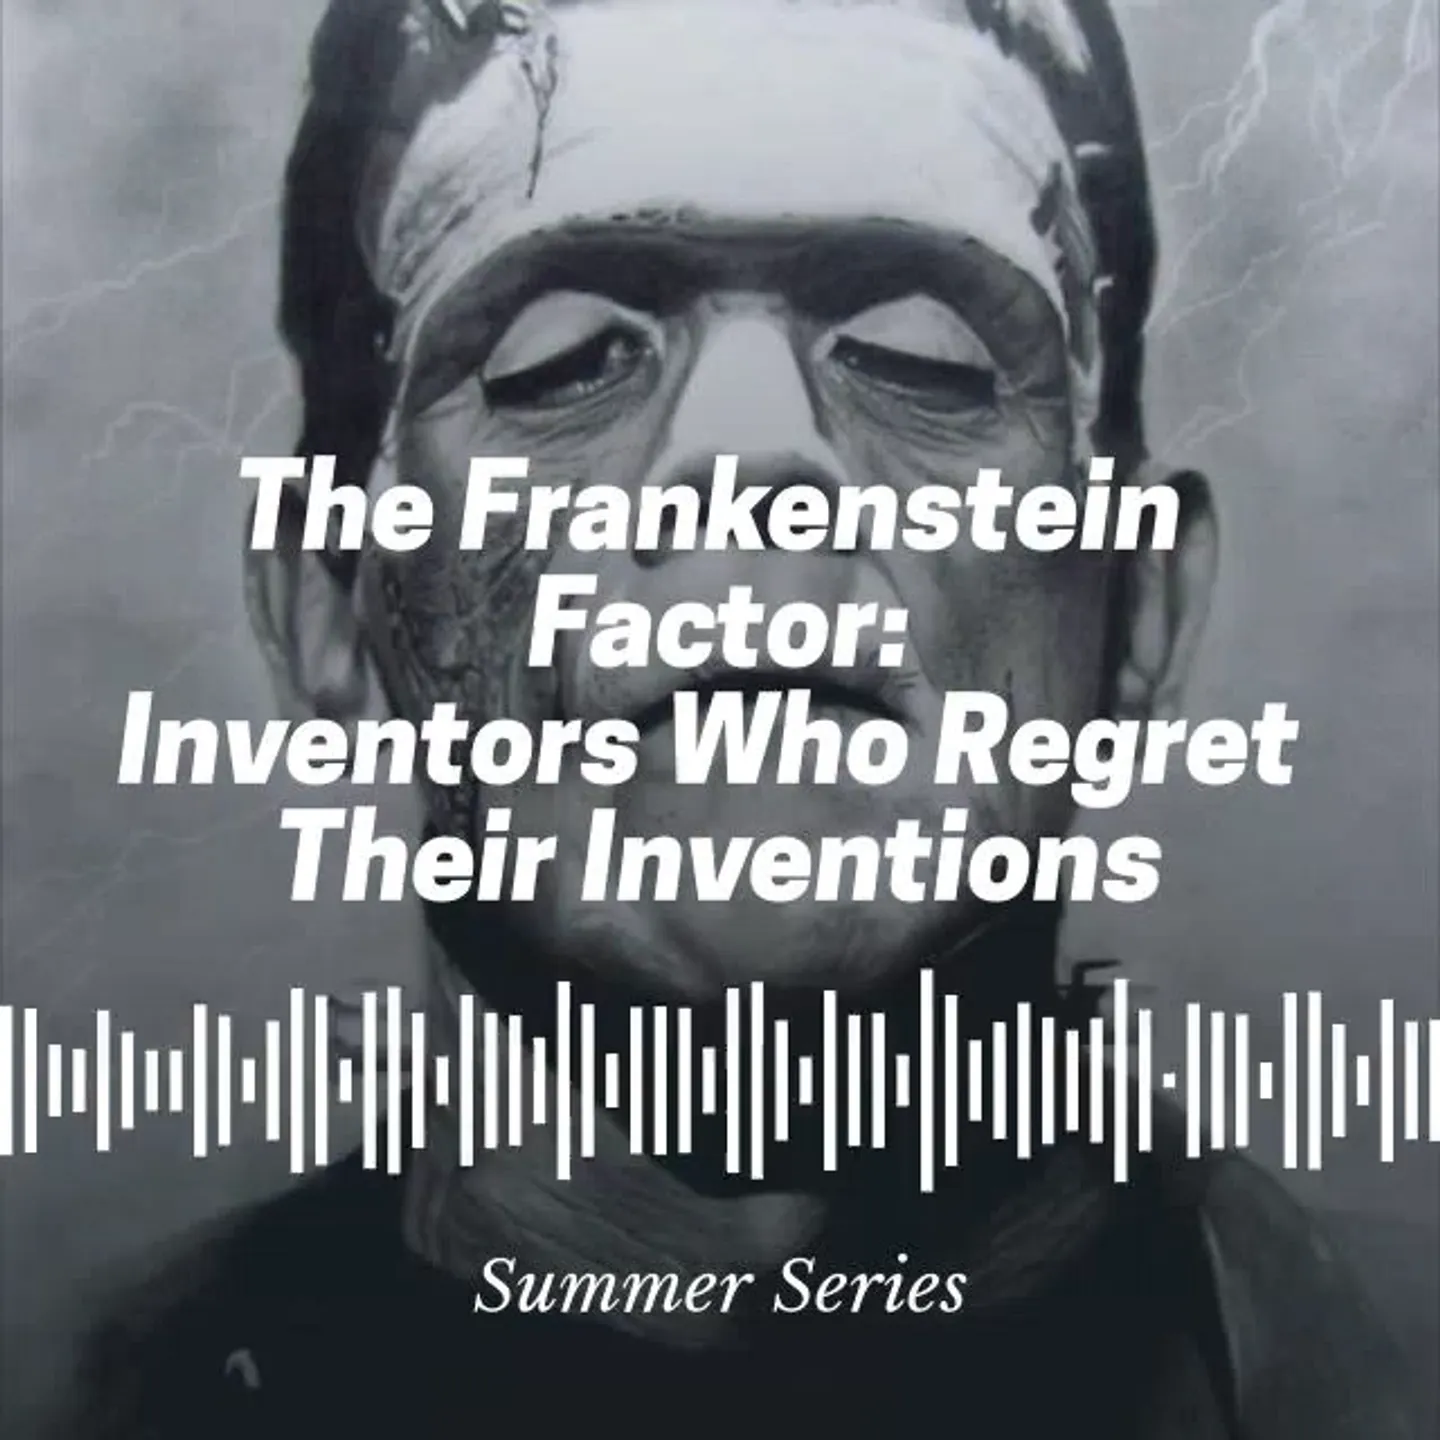 The Frankenstein
Factor:
Inventors Who Regret
Their Inventions
Summer Series